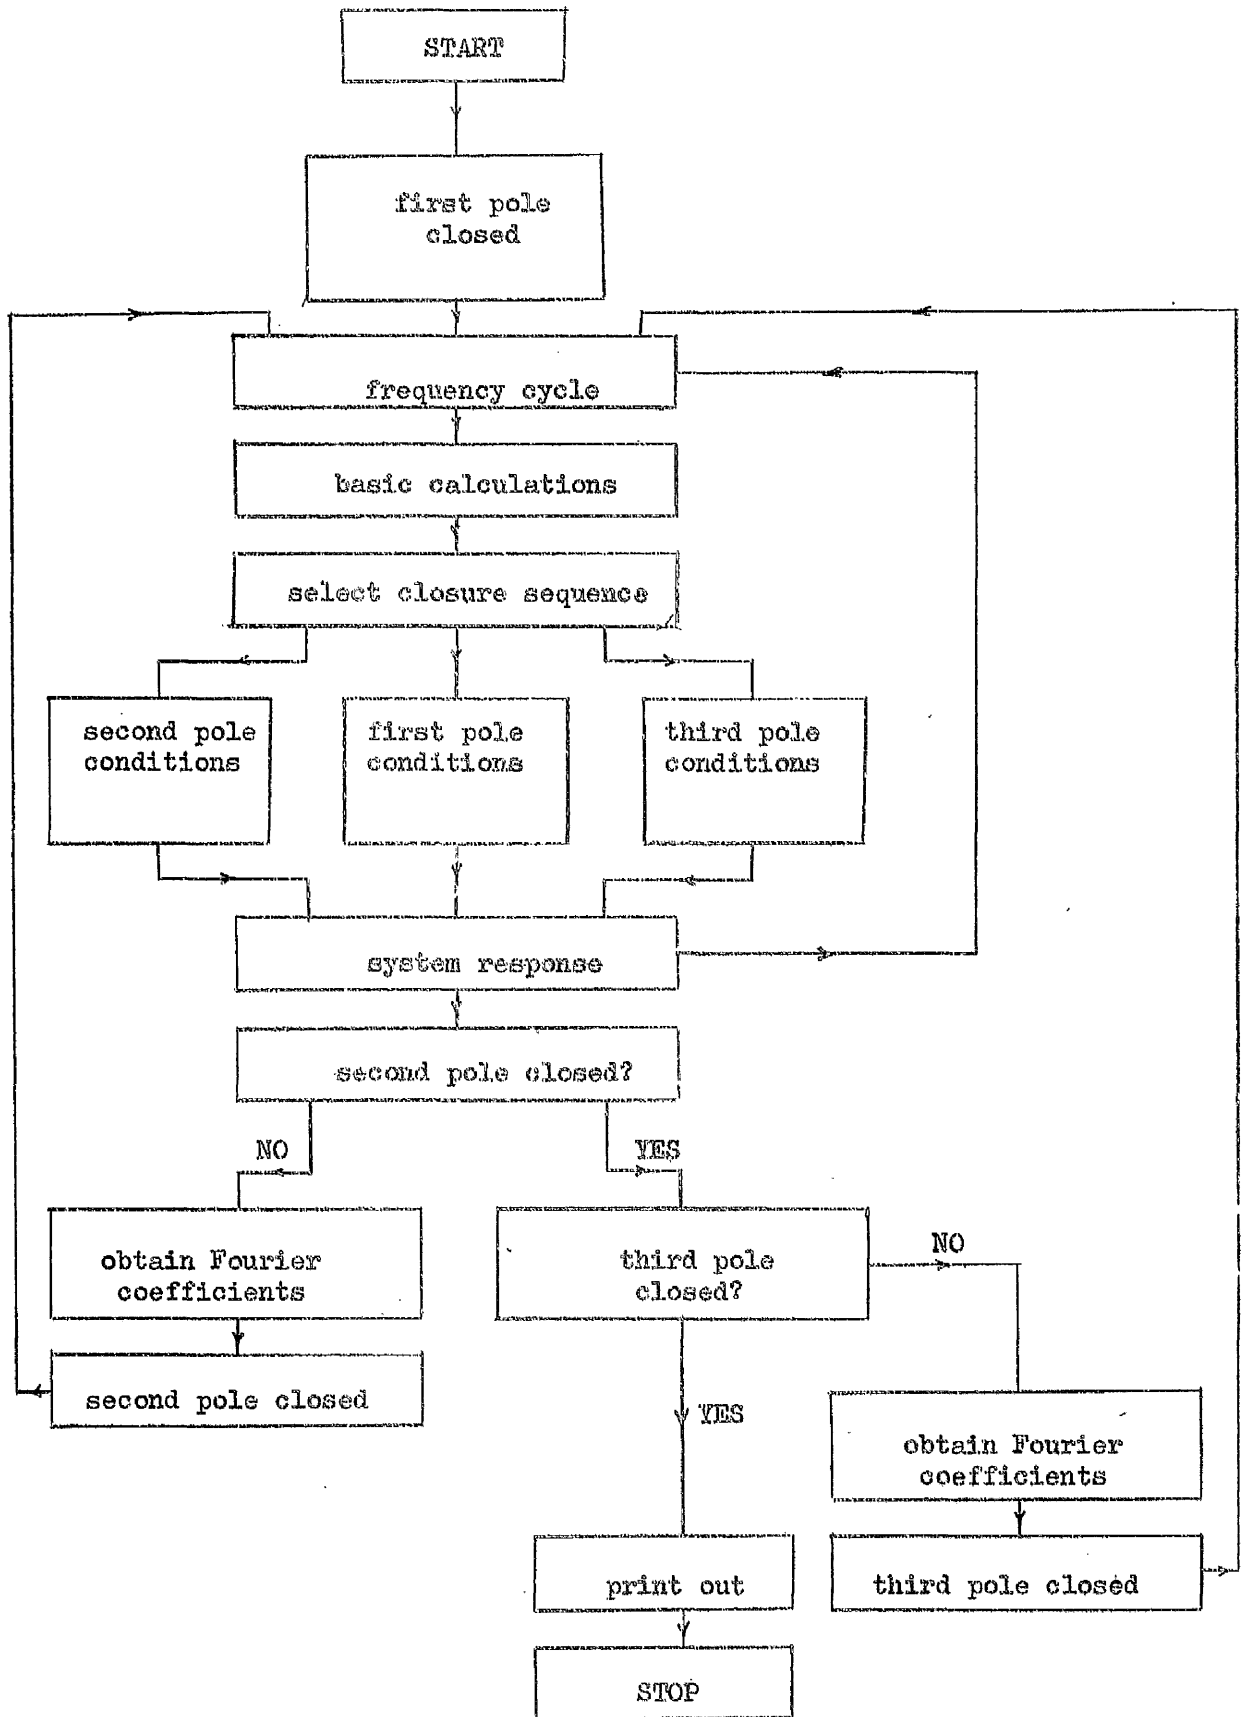 START
first pole
closed
frequency cycle
basic calculations
select closure sequence
second pole
conditions
first pole
conditions
third pole
conditions
system response
second pole closed?
NO
YES
obtain Fourier
coefficients
third pole
closed?
NO
second pole closed
YES
obtain Fourier
coefficients
print out
third pole closed
STOP